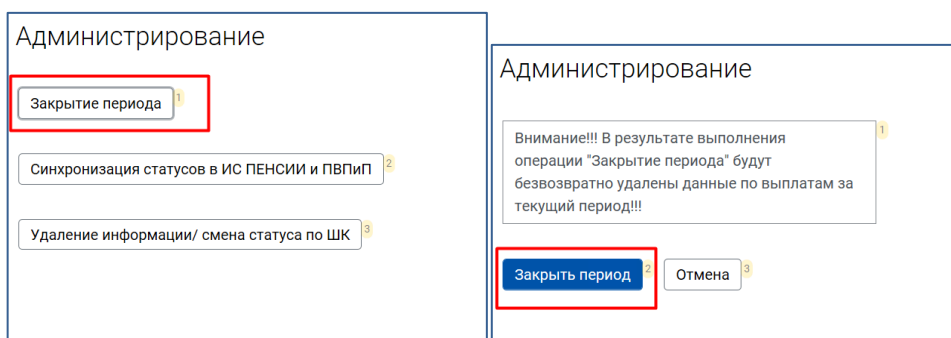 Администрирование
Закрытие периода 1
Синхронизация статусов в ИС ПЕНСИИ и ПВПиП 2
Удаление информации/ смена статуса по ШК 3
Администрирование
Внимание!!! В результате выполнения 1
операции "Закрытие периода" будут
безвозвратно удалены данные по выплатам за
текущий период!!!
Закрыть период 2 Отмена 3